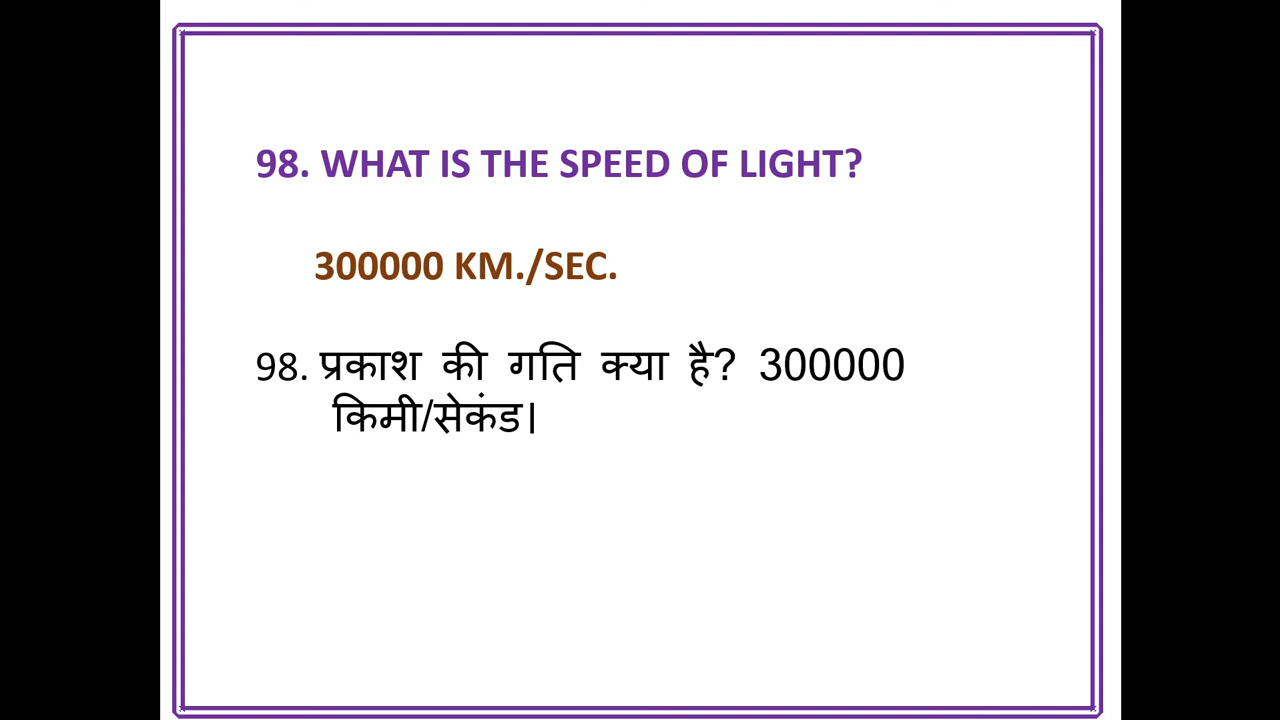 98. WHAT IS THE SPEED OF LIGHT?
300000 KM./SEC.
98. प्रकाश की गति क्या है? 300000
किमी/सेकंड।